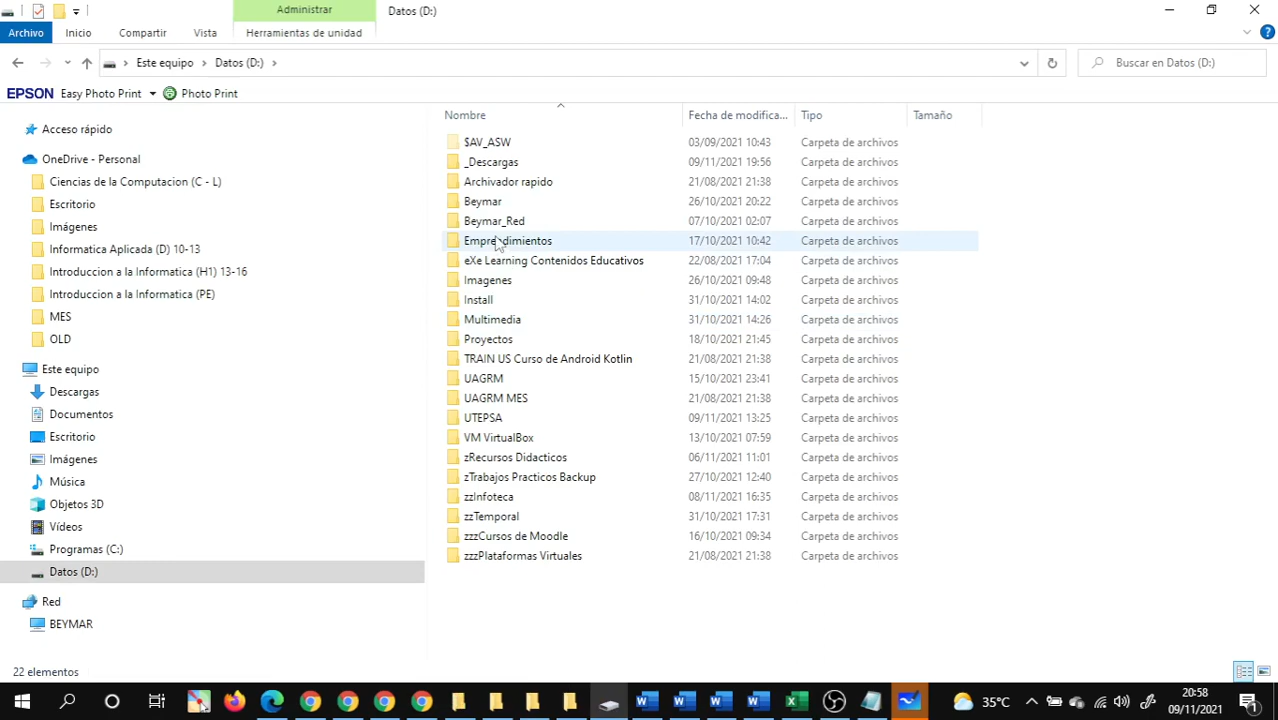 Administrar
Datos (D:)
Archivo Inicio Compartir Vista Herramientas de unidad
Este equipo Datos (D:)
Buscar en Datos (D:)
EPSON Easy Photo Print Photo Print
Acceso rápido
OneDrive - Personal
Ciencias de la Computacion (C - L)
Escritorio
Imágenes
Informatica Aplicada (D) 10-13
Introduccion a la Informatica (H1) 13-16
Introduccion a la Informatica (PE)
MES
OLD
Este equipo
Descargas
Documentos
Escritorio
Imágenes
Música
Objetos 3D
Vídeos
Programas (C:)
Datos (D:)
Red
BEYMAR
Nombre Fecha de modifica... Tipo Tamaño
$AV_ASW 03/09/2021 10:43 Carpeta de archivos
_Descargas 09/11/2021 19:56 Carpeta de archivos
Archivador rapido 21/08/2021 21:38 Carpeta de archivos
Beymar 26/10/2021 20:22 Carpeta de archivos
Beymar_Red 07/10/2021 02:07 Carpeta de archivos
Emprendimientos 17/10/2021 10:42 Carpeta de archivos
eXe Learning Contenidos Educativos 22/08/2021 17:04 Carpeta de archivos
Imagenes 26/10/2021 09:48 Carpeta de archivos
Install 31/10/2021 14:02 Carpeta de archivos
Multimedia 31/10/2021 14:26 Carpeta de archivos
Proyectos 18/10/2021 21:45 Carpeta de archivos
TRAIN US Curso de Android Kotlin 21/08/2021 21:38 Carpeta de archivos
UAGRM 15/10/2021 23:41 Carpeta de archivos
UAGRM MES 21/08/2021 21:38 Carpeta de archivos
UTEPSA 09/11/2021 13:25 Carpeta de archivos
VM VirtualBox 13/10/2021 07:59 Carpeta de archivos
zRecursos Didacticos 06/11/2021 11:01 Carpeta de archivos
zTrabajos Practicos Backup 27/10/2021 12:40 Carpeta de archivos
zzInfoteca 08/11/2021 16:35 Carpeta de archivos
zzTemporal 31/10/2021 17:31 Carpeta de archivos
zzzCursos de Moodle 16/10/2021 09:34 Carpeta de archivos
zzzPlataformas Virtuales 21/08/2021 21:38 Carpeta de archivos
22 elementos
35°C
20:58
09/11/2021
1